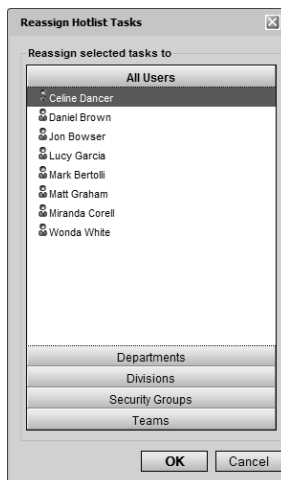 Reassign Hotlist Tasks
Reassign selected tasks to
All Users
Celine Dancer
Daniel Brown
Jon Bowser
Lucy Garcia
Mark Bertolli
Matt Graham
Miranda Corell
Wonda White
Departments
Divisions
Security Groups
Teams
OK Cancel